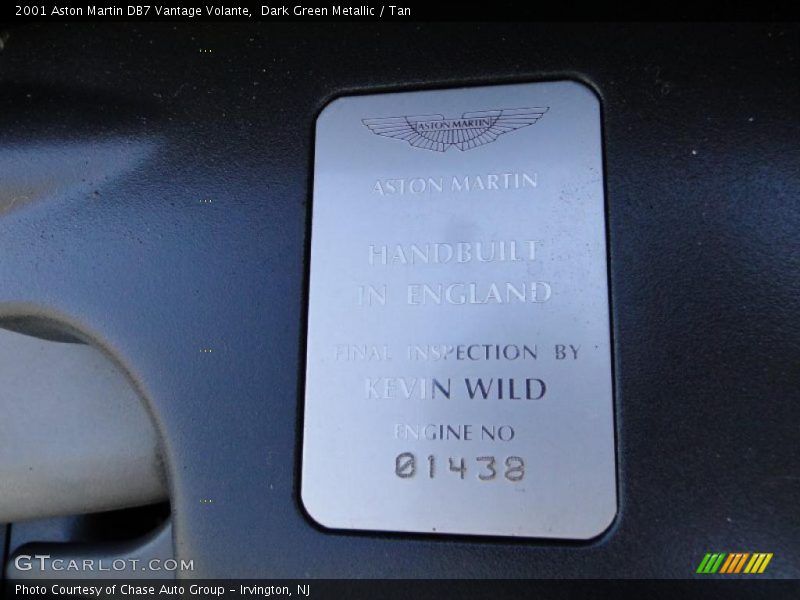 2001 Aston Martin DB7 Vantage Volante,  Dark Green Metallic / Tan
ASTON MARTIN
ASTON MARTIN
HANDBUILT
IN ENGLAND
FINAL INSPECTION BY
KEVIN WILD
ENGINE NO
01438
GTCARLOT.COM
Photo Courtesy of Chase Auto Group - Irvington, NJ